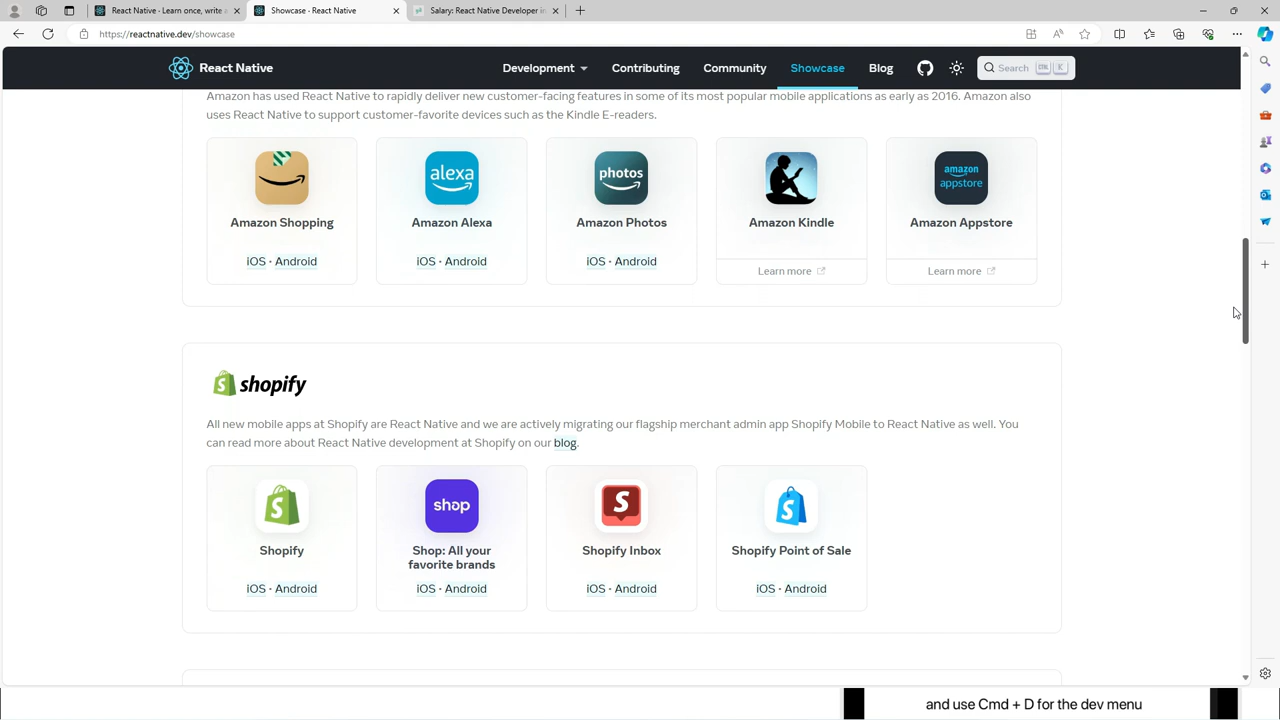 React Native · Learn once, write a
Showcase · React Native
Salary: React Native Developer in
https://reactnative.dev/showcase
React Native
Development
Contributing
Community
Showcase
Blog
Search
CTRL
K
Amazon has used React Native to rapidly deliver new customer-facing features in some of its most popular mobile applications as early as 2016. Amazon also
uses React Native to support customer-favorite devices such as the Kindle E-readers.
alexa
photos
amazon
appstore
Amazon Shopping
Amazon Alexa
Amazon Photos
Amazon Kindle
Amazon Appstore
iOS · Android
iOS · Android
iOS · Android
Learn more
Learn more
shopify
All new mobile apps at Shopify are React Native and we are actively migrating our flagship merchant admin app Shopify Mobile to React Native as well. You
can read more about React Native development at Shopify on our blog.
shop
Shopify
Shop: All your
favorite brands
Shopify Inbox
Shopify Point of Sale
iOS · Android
iOS · Android
iOS · Android
iOS · Android
and use Cmd + D for the dev menu